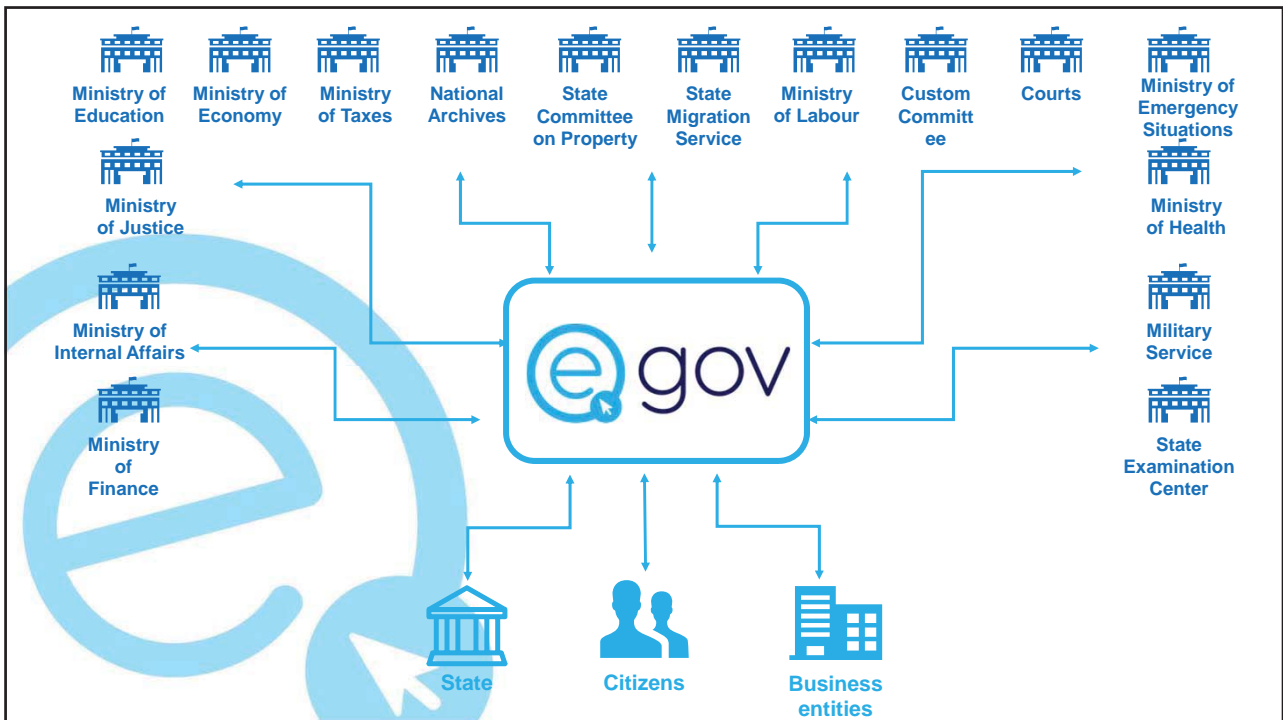 Ministry of
Education
Ministry of
Economy
Ministry
of Taxes
National
Archives
State
Committee
on Property
State
Migration
Service
Ministry
of Labour
Custom
Committ
ee
Courts
Ministry of
Emergency
Situations
Ministry
of Justice
Ministry
of Health
Ministry of
Internal Affairs
Military
Service
Ministry
of
Finance
State
Examination
Center
e gov
State
Citizens
Business
entities